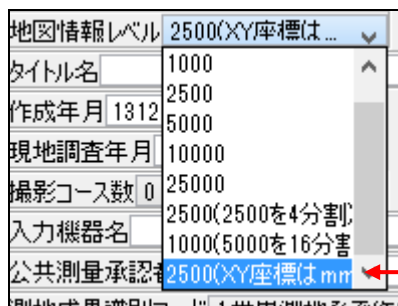 地図情報レベル 2500(XY座標は...
タイトル名
作成年月 1312
現地調査年月
撮影コース数 0
入力機器名
公共測量承認
1000
2500
5000
10000
25000
2500(2500を4分割)
1000(5000を16分割
2500(XY座標はmm